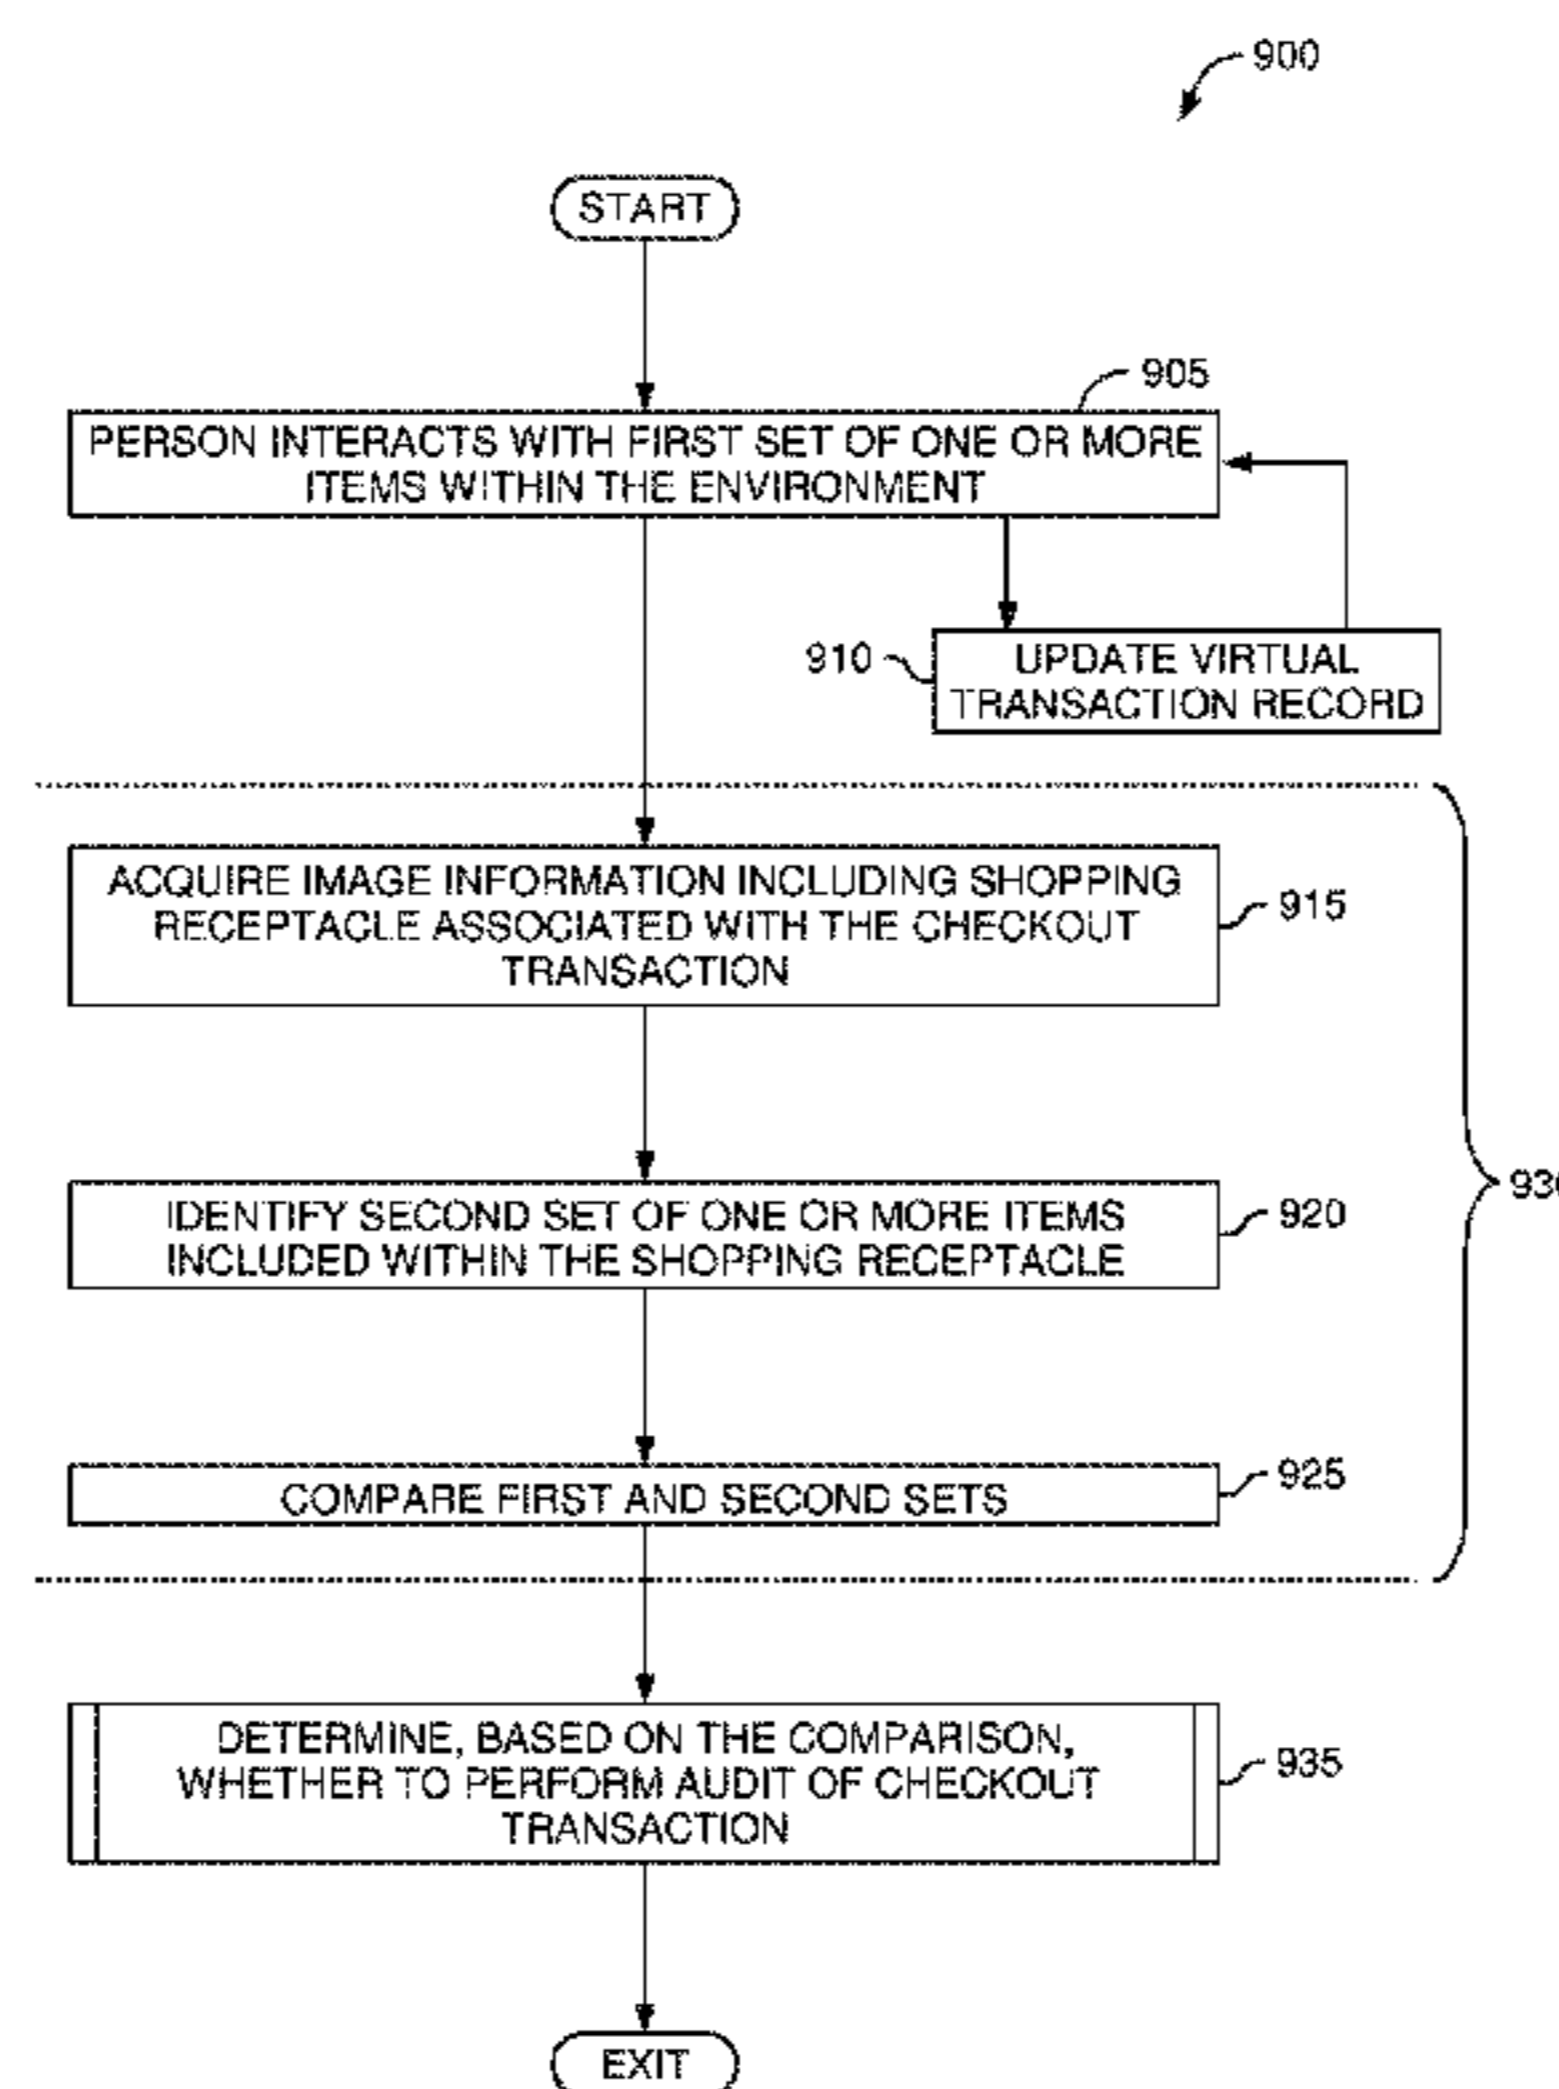 900
START
905
PERSON INTERACTS WITH FIRST SET OF ONE OR MORE
ITEMS WITHIN THE ENVIRONMENT
910
UPDATE VIRTUAL
TRANSACTION RECORD
ACQUIRE IMAGE INFORMATION INCLUDING SHOPPING
RECEPTACLE ASSOCIATED WITH THE CHECKOUT
TRANSACTION
915
IDENTIFY SECOND SET OF ONE OR MORE ITEMS
INCLUDED WITHIN THE SHOPPING RECEPTACLE
920
930
COMPARE FIRST AND SECOND SETS
925
DETERMINE, BASED ON THE COMPARISON,
WHETHER TO PERFORM AUDIT OF CHECKOUT
TRANSACTION
935
EXIT